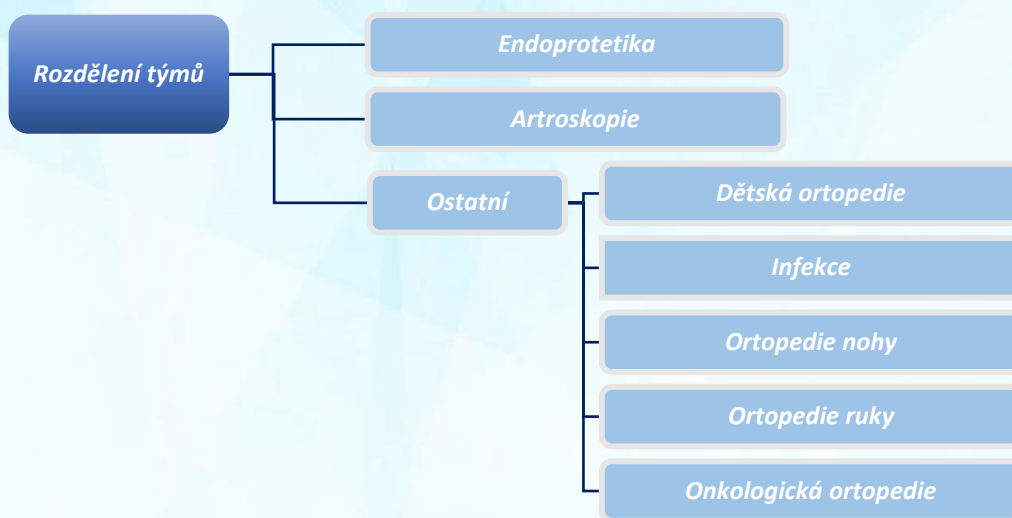 Rozdělení týmů
Endoprotetika
Artroskopie
Ostatní
Dětská ortopedie
Infekce
Ortopedie nohy
Ortopedie ruky
Onkologická ortopedie